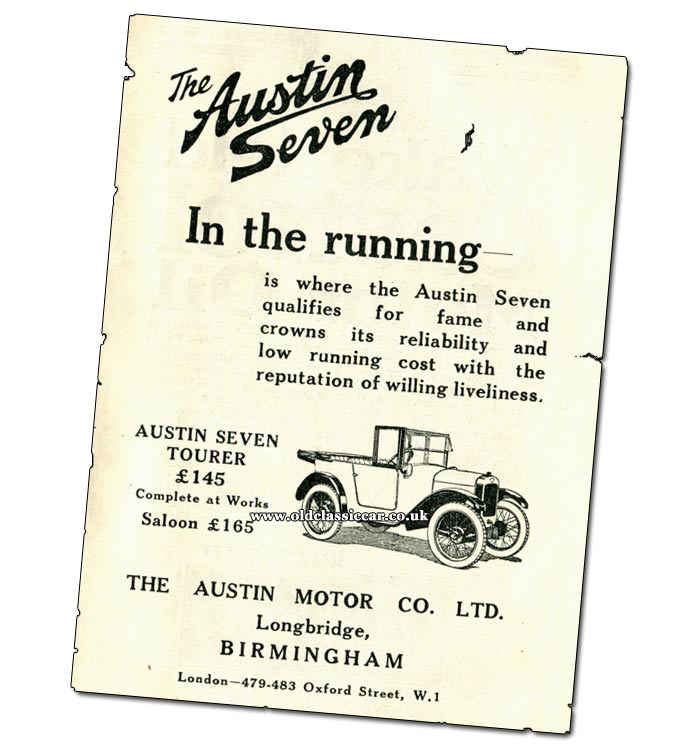 The Austin
Seven
In the running—
is where the Austin Seven
qualifies for fame and
crowns its reliability and
low running cost with the
reputation of willing liveliness.
AUSTIN SEVEN
TOURER
£145
Complete at Works
Saloon £165
www.oldclassiccar.co.uk
THE AUSTIN MOTOR CO. LTD.
Longbridge,
BIRMINGHAM
London—479-483 Oxford Street, W.1